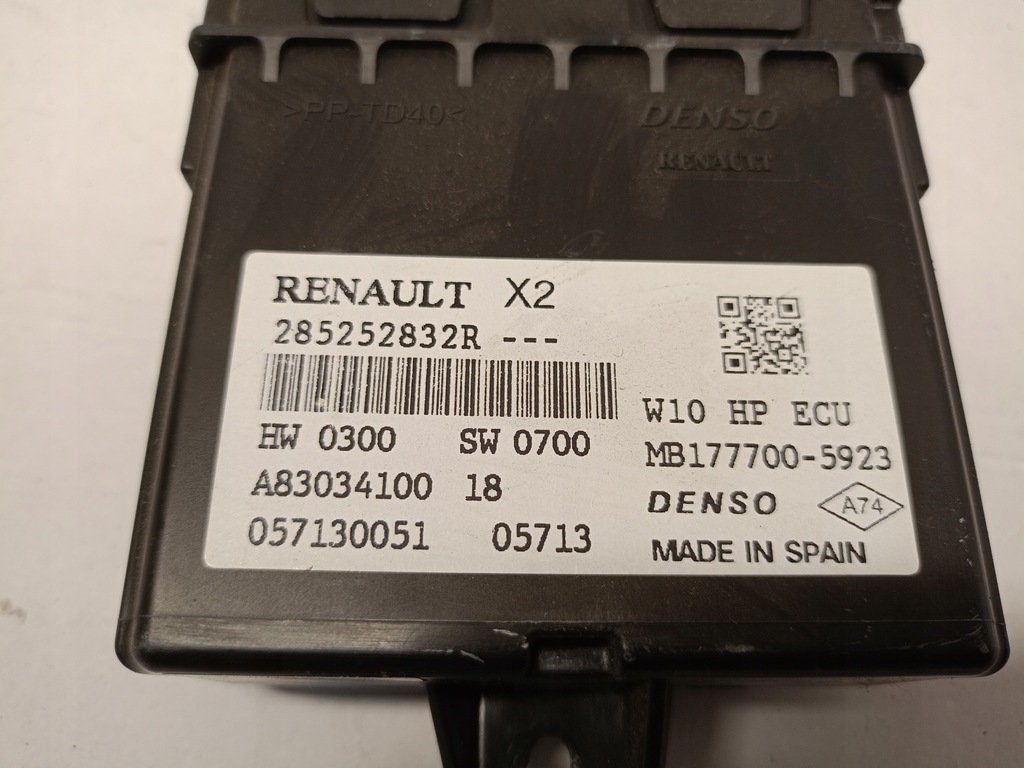 >PP-TD40<
DENSO
RENAULT
RENAULT X2
285252832R ---
HW 0300 SW 0700
A83034100 18
057130051 05713
W10 HP ECU
MB177700-5923
DENSO A74
MADE IN SPAIN